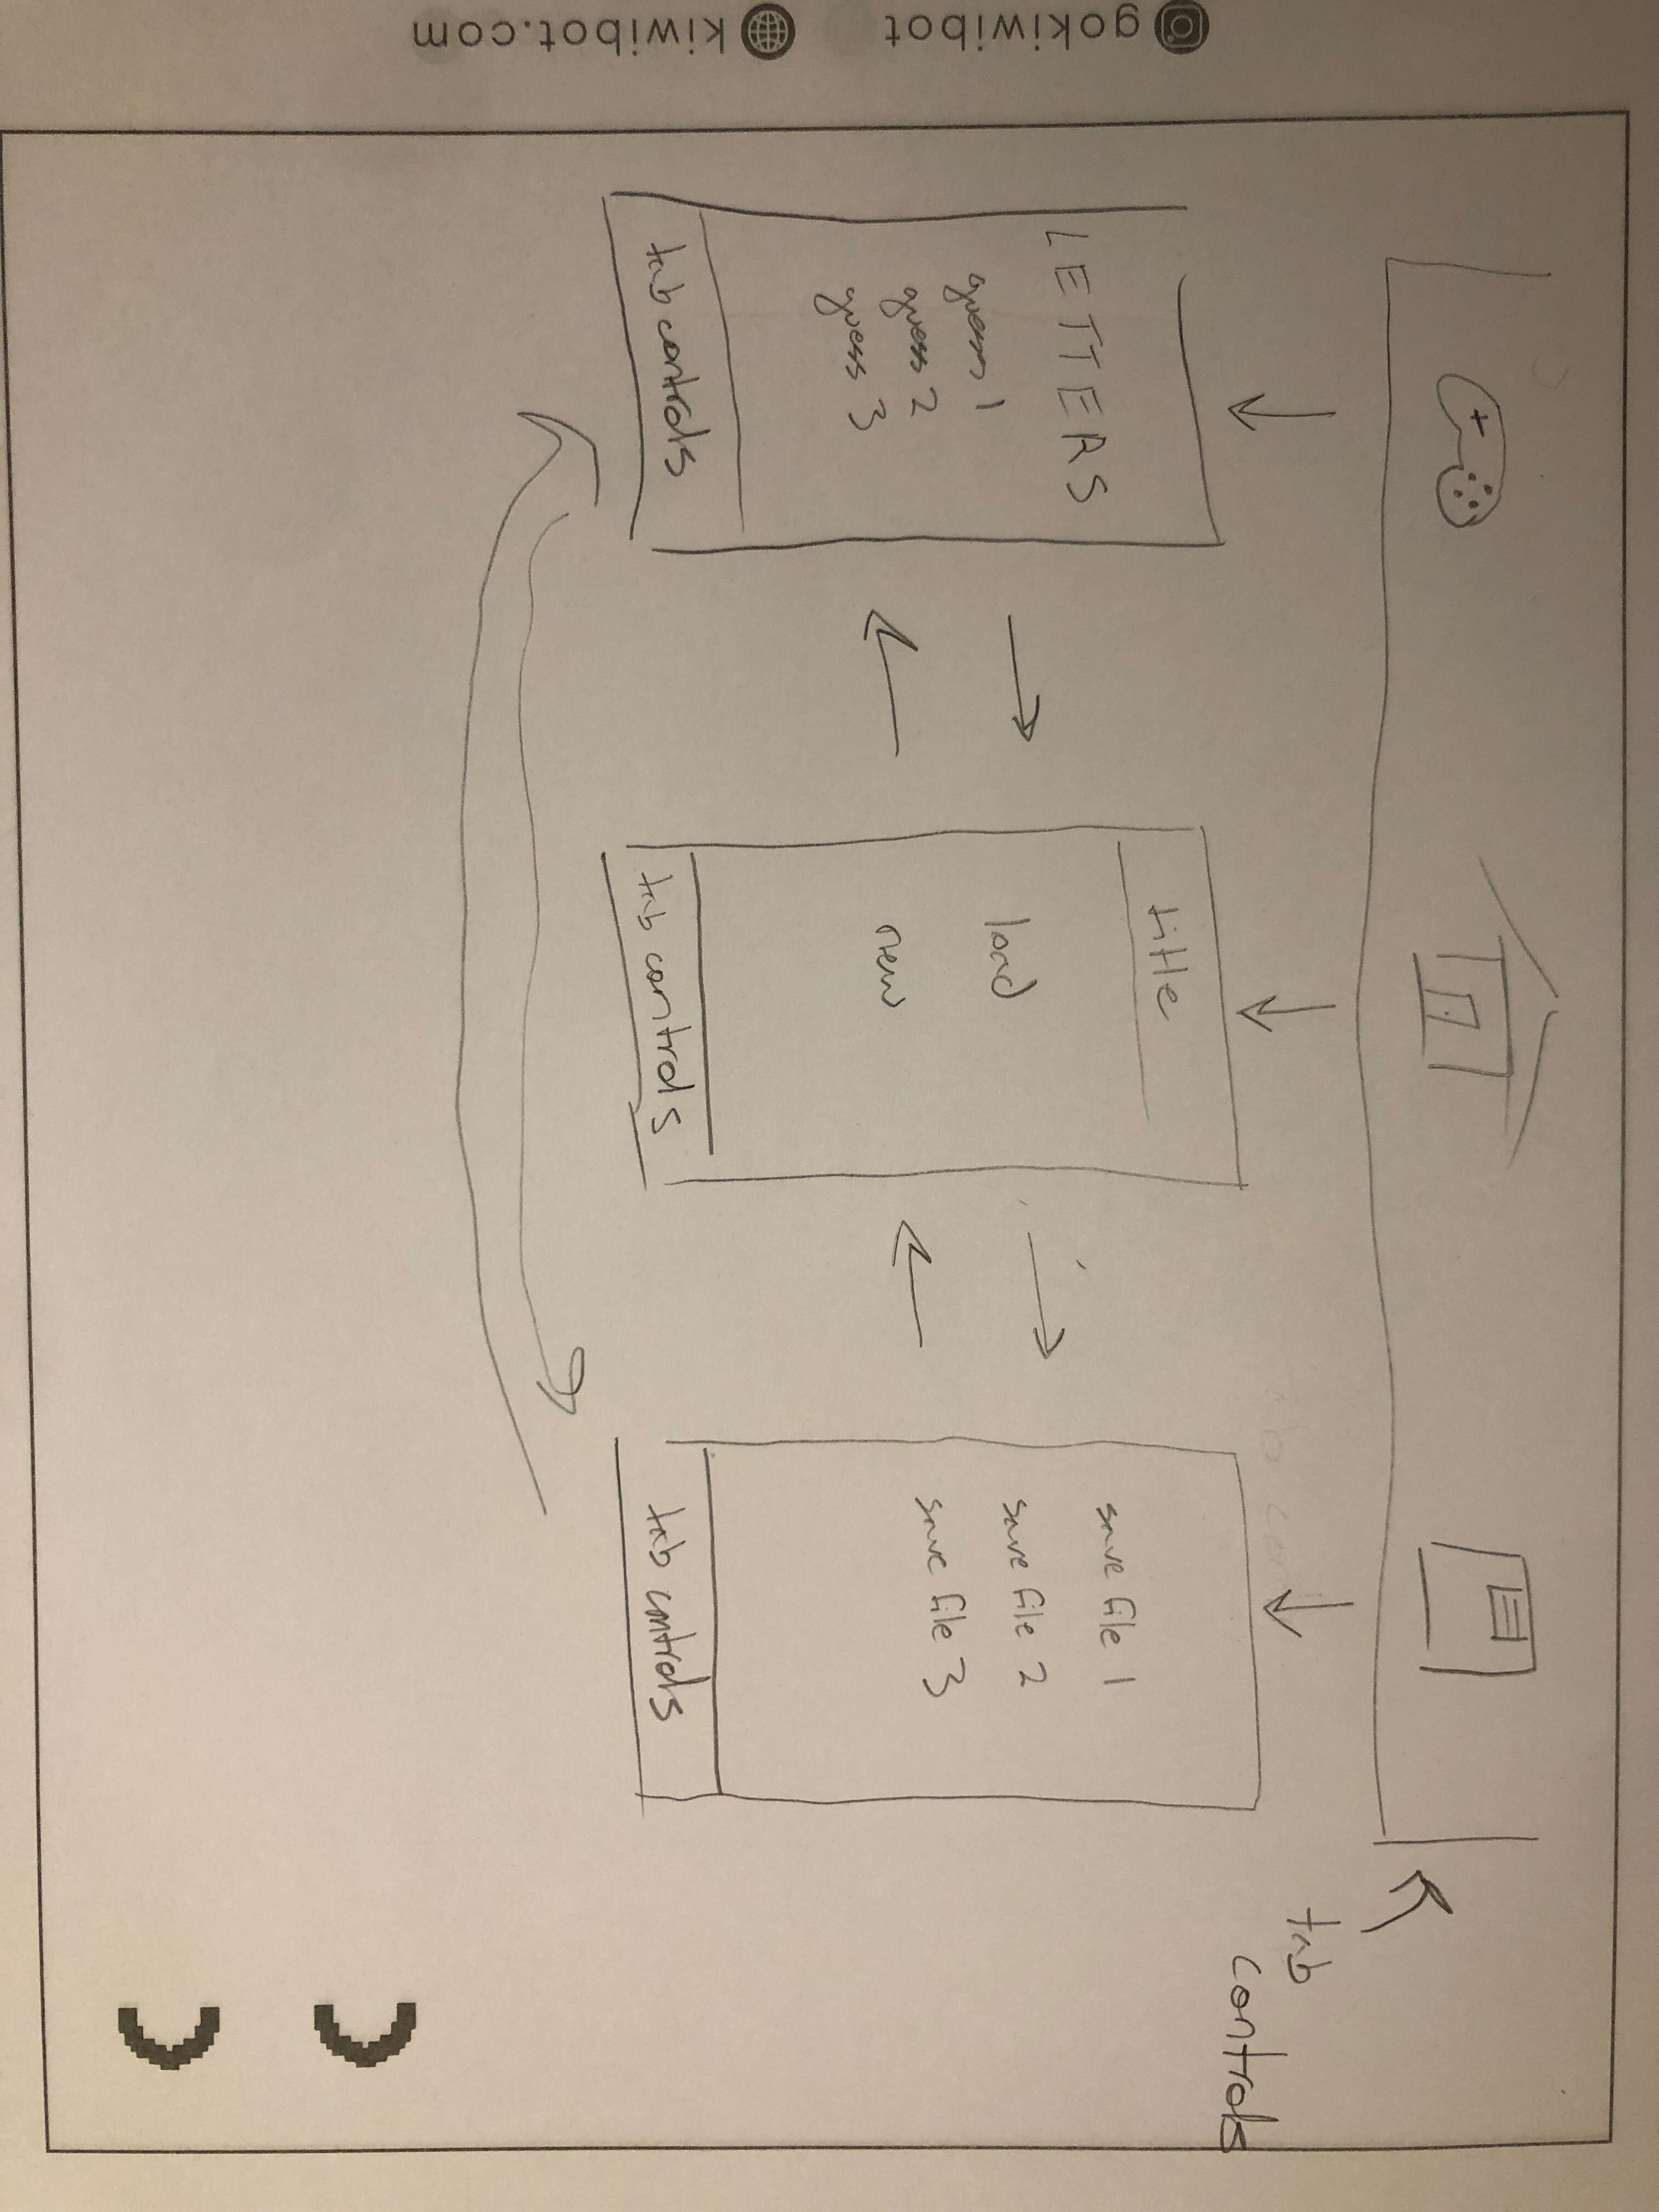 tab
controls
LETTERS
guess 1
guess 2
guess 3
tab controls
title
load
new
tab controls
save file 1
save file 2
save file 3
tab controls
gokiwibot
kiwibot.com